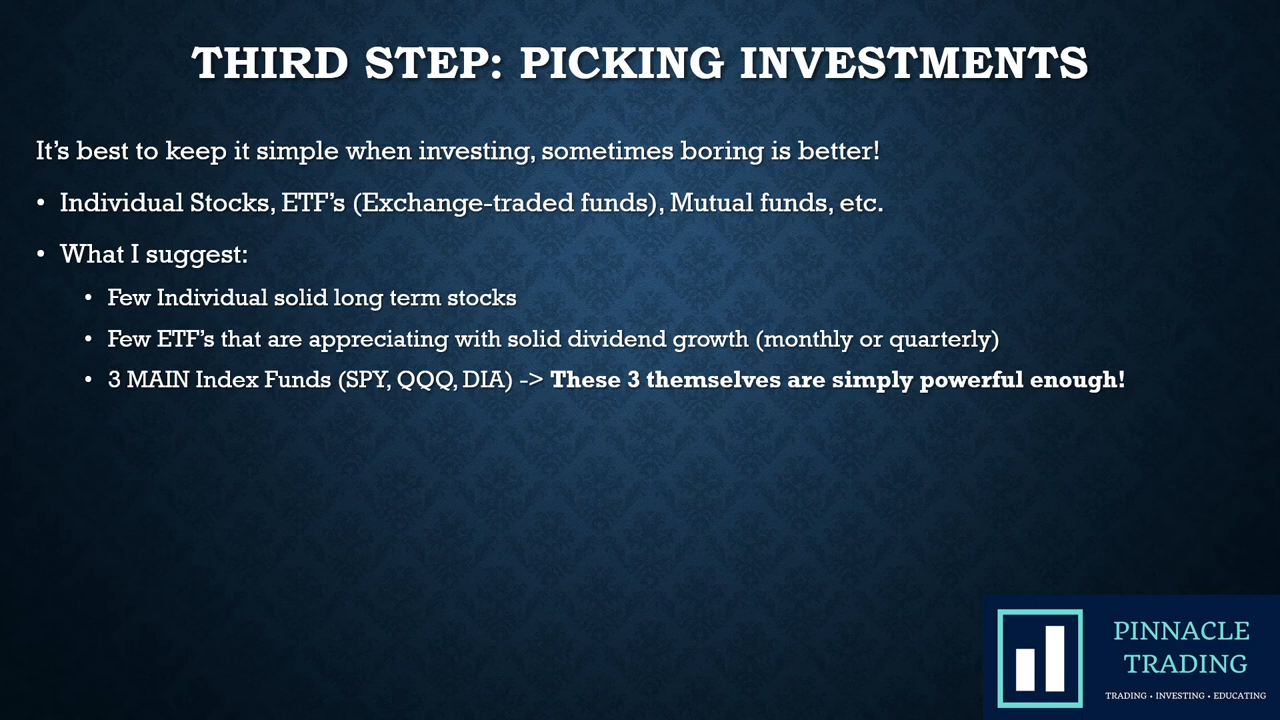 THIRD STEP: PICKING INVESTMENTS
It's best to keep it simple when investing, sometimes boring is better!
• Individual Stocks, ETF's (Exchange-traded funds), Mutual funds, etc.
• What I suggest:
• Few Individual solid long term stocks
• Few ETF's that are appreciating with solid dividend growth (monthly or quarterly)
• 3 MAIN Index Funds (SPY, QQQ, DIA) -> These 3 themselves are simply powerful enough!
PINNACLE
TRADING
TRADING • INVESTING • EDUCATING